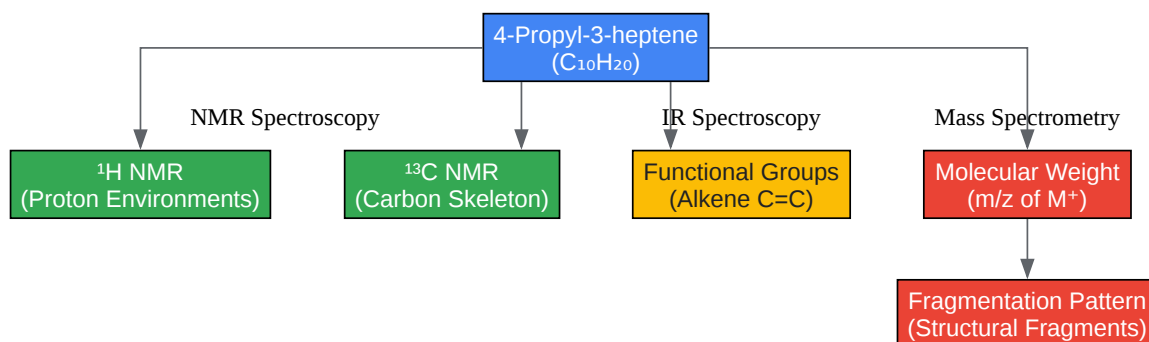 4-Propyl-3-heptene
(C₁₀H₂₀)
NMR Spectroscopy
IR Spectroscopy
Mass Spectrometry
¹H NMR
(Proton Environments)
¹³C NMR
(Carbon Skeleton)
Functional Groups
(Alkene C=C)
Molecular Weight
(m/z of M⁺)
Fragmentation Pattern
(Structural Fragments)